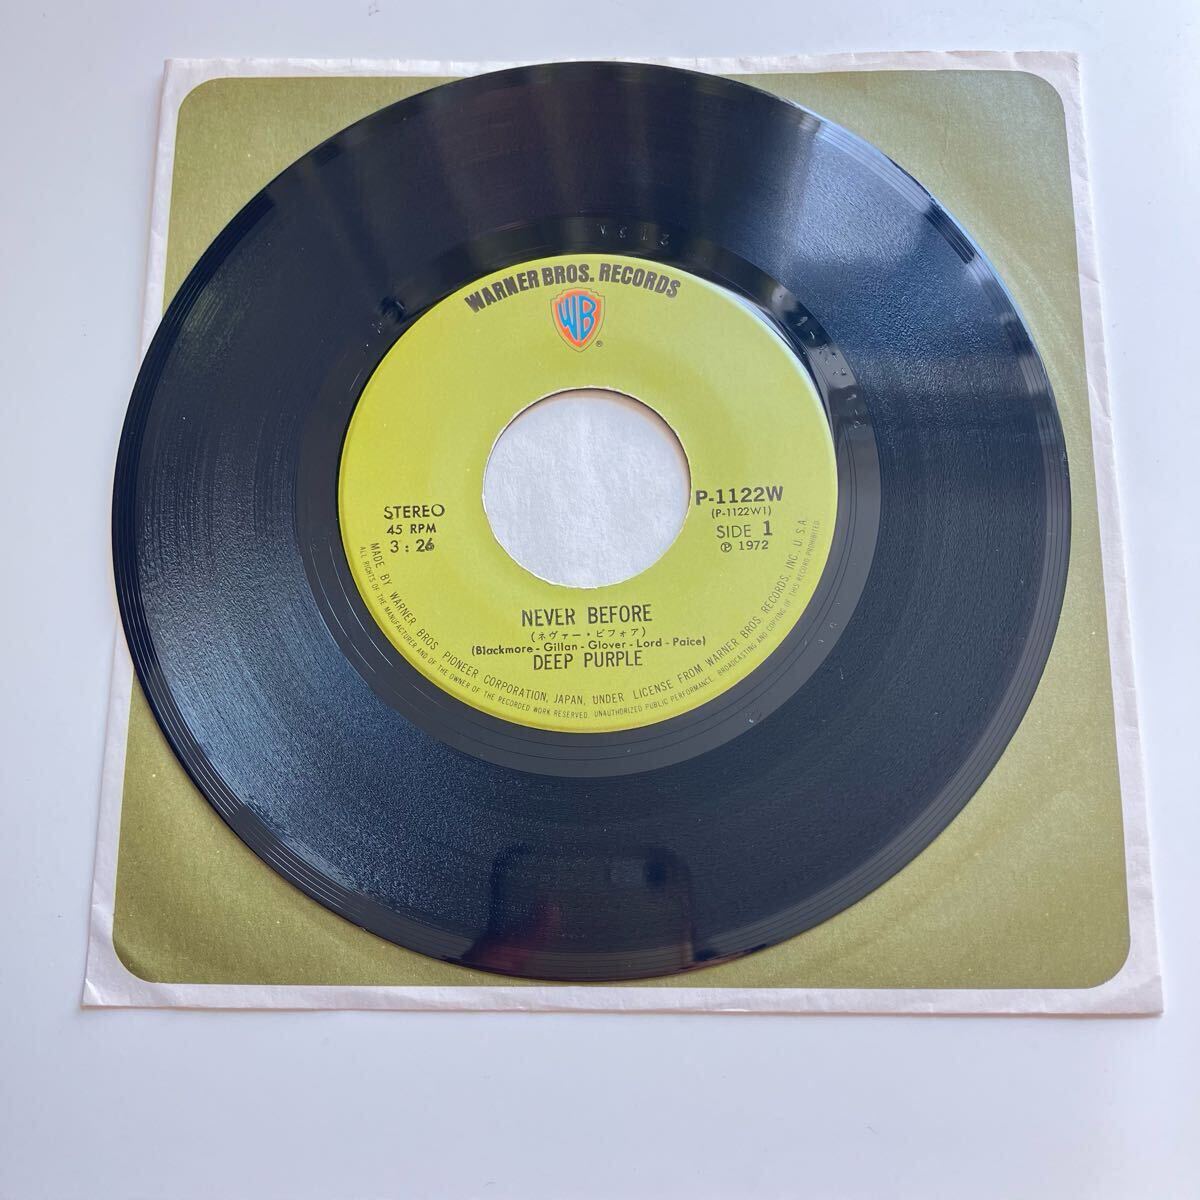 WARNER BROS. RECORDS
WB
®
STEREO
45 RPM
3 : 26
P-1122W
(P-1122W1)
SIDE 1
Ⓟ 1972
NEVER BEFORE
(ネヴァー・ビフォア)
(Blackmore - Gillan - Glover - Lord - Paice)
DEEP PURPLE
MADE BY WARNER BROS PIONEER CORPORATION, JAPAN, UNDER LICENSE FROM WARNER BROS. RECORDS, INC. U.S.A.
ALL RIGHTS OF THE MANUFACTURER AND OF THE OWNER OF THE RECORDED WORK RESERVED. UNAUTHORIZED PUBLIC PERFORMANCE. BROADCASTING AND COPYING OF THIS RECORD PROHIBITED.